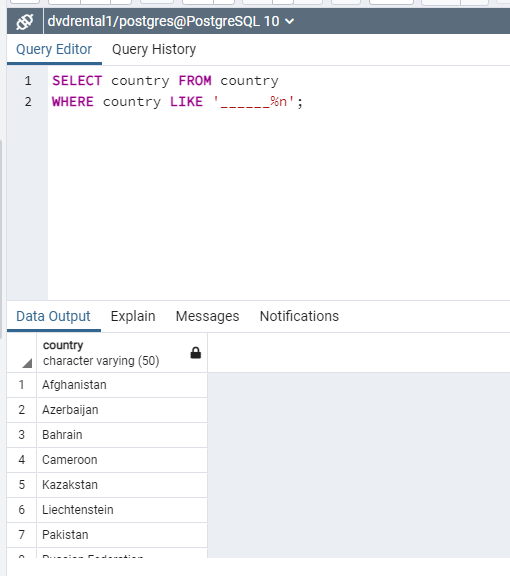 dvdrental1/postgres@PostgreSQL 10
Query Editor Query History
1 SELECT country FROM country
2 WHERE country LIKE '______%n';
Data Output Explain Messages Notifications
country
character varying (50)
1 Afghanistan
2 Azerbaijan
3 Bahrain
4 Cameroon
5 Kazakstan
6 Liechtenstein
7 Pakistan